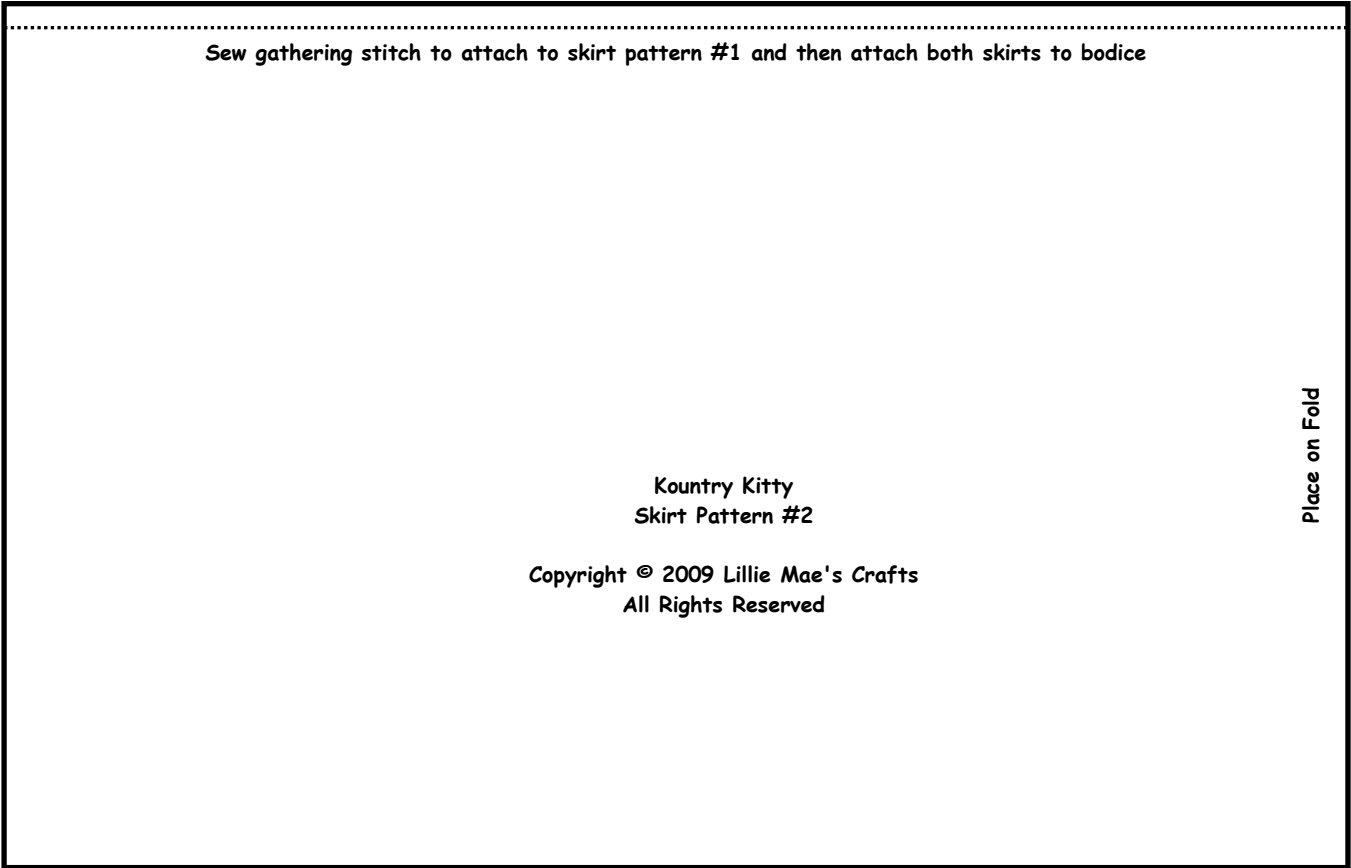 Sew gathering stitch to attach to skirt pattern #1 and then attach both skirts to bodice
Place on Fold
Kountry Kitty
Skirt Pattern #2
Copyright © 2009 Lillie Mae's Crafts
All Rights Reserved